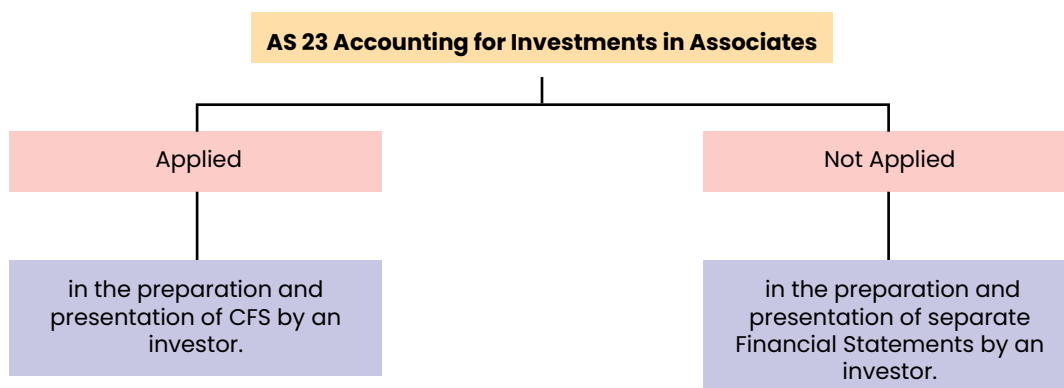 AS 23 Accounting for Investments in Associates
Applied
Not Applied
in the preparation and
presentation of CFS by an
investor.
in the preparation and
presentation of separate
Financial Statements by an
investor.